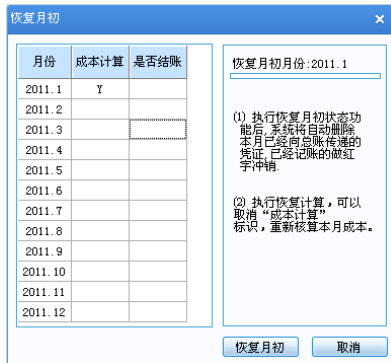 恢复月初
月份 成本计算 是否结账
2011.1 Y
2011.2
2011.3
2011.4
2011.5
2011.6
2011.7
2011.8
2011.9
2011.10
2011.11
2011.12
恢复月初月份:2011.1
(1) 执行恢复月初状态功
能后,系统将自动删除
本月已经向总账传递的
凭证,已经记账的做红
字冲销.
(2) 执行恢复计算,可以
取消“成本计算”
标识,重新核算本月成本。
恢复月初 取消